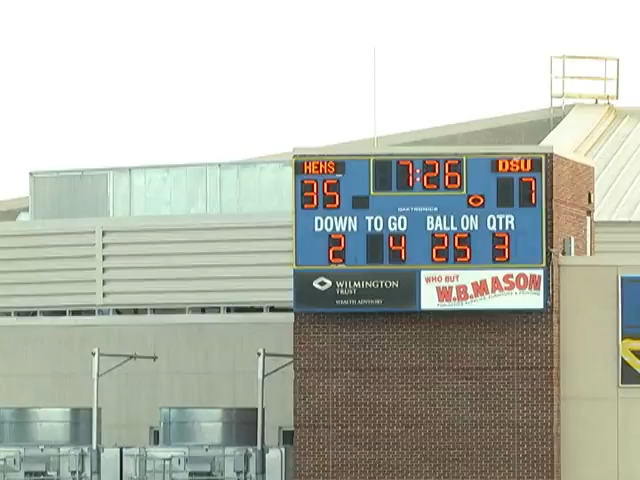 HENS 7:26 DSU
35 7
DAKTRONICS
DOWN TO GO BALL ON QTR
2 4 25 3
WILMINGTON
TRUST
WEALTH ADVISORY
WHO BUT
W.B.MASON